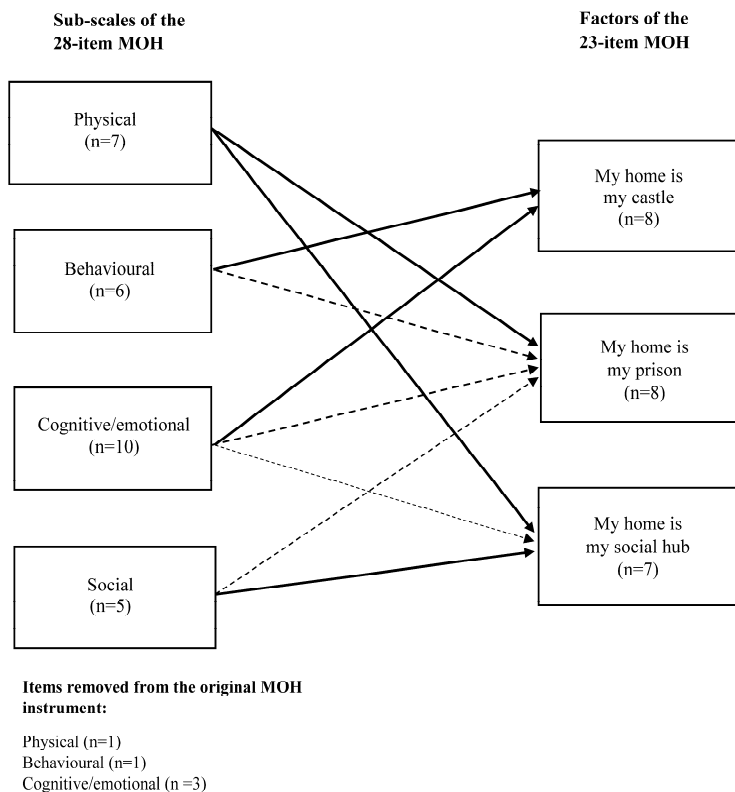 Sub-scales of the
28-item MOH
Factors of the
23-item MOH
Physical
(n=7)
Behavioural
(n=6)
Cognitive/emotional
(n=10)
Social
(n=5)
My home is
my castle
(n=8)
My home is
my prison
(n=8)
My home is
my social hub
(n=7)
Items removed from the original MOH
instrument:
Physical (n=1)
Behavioural (n=1)
Cognitive/emotional (n =3)